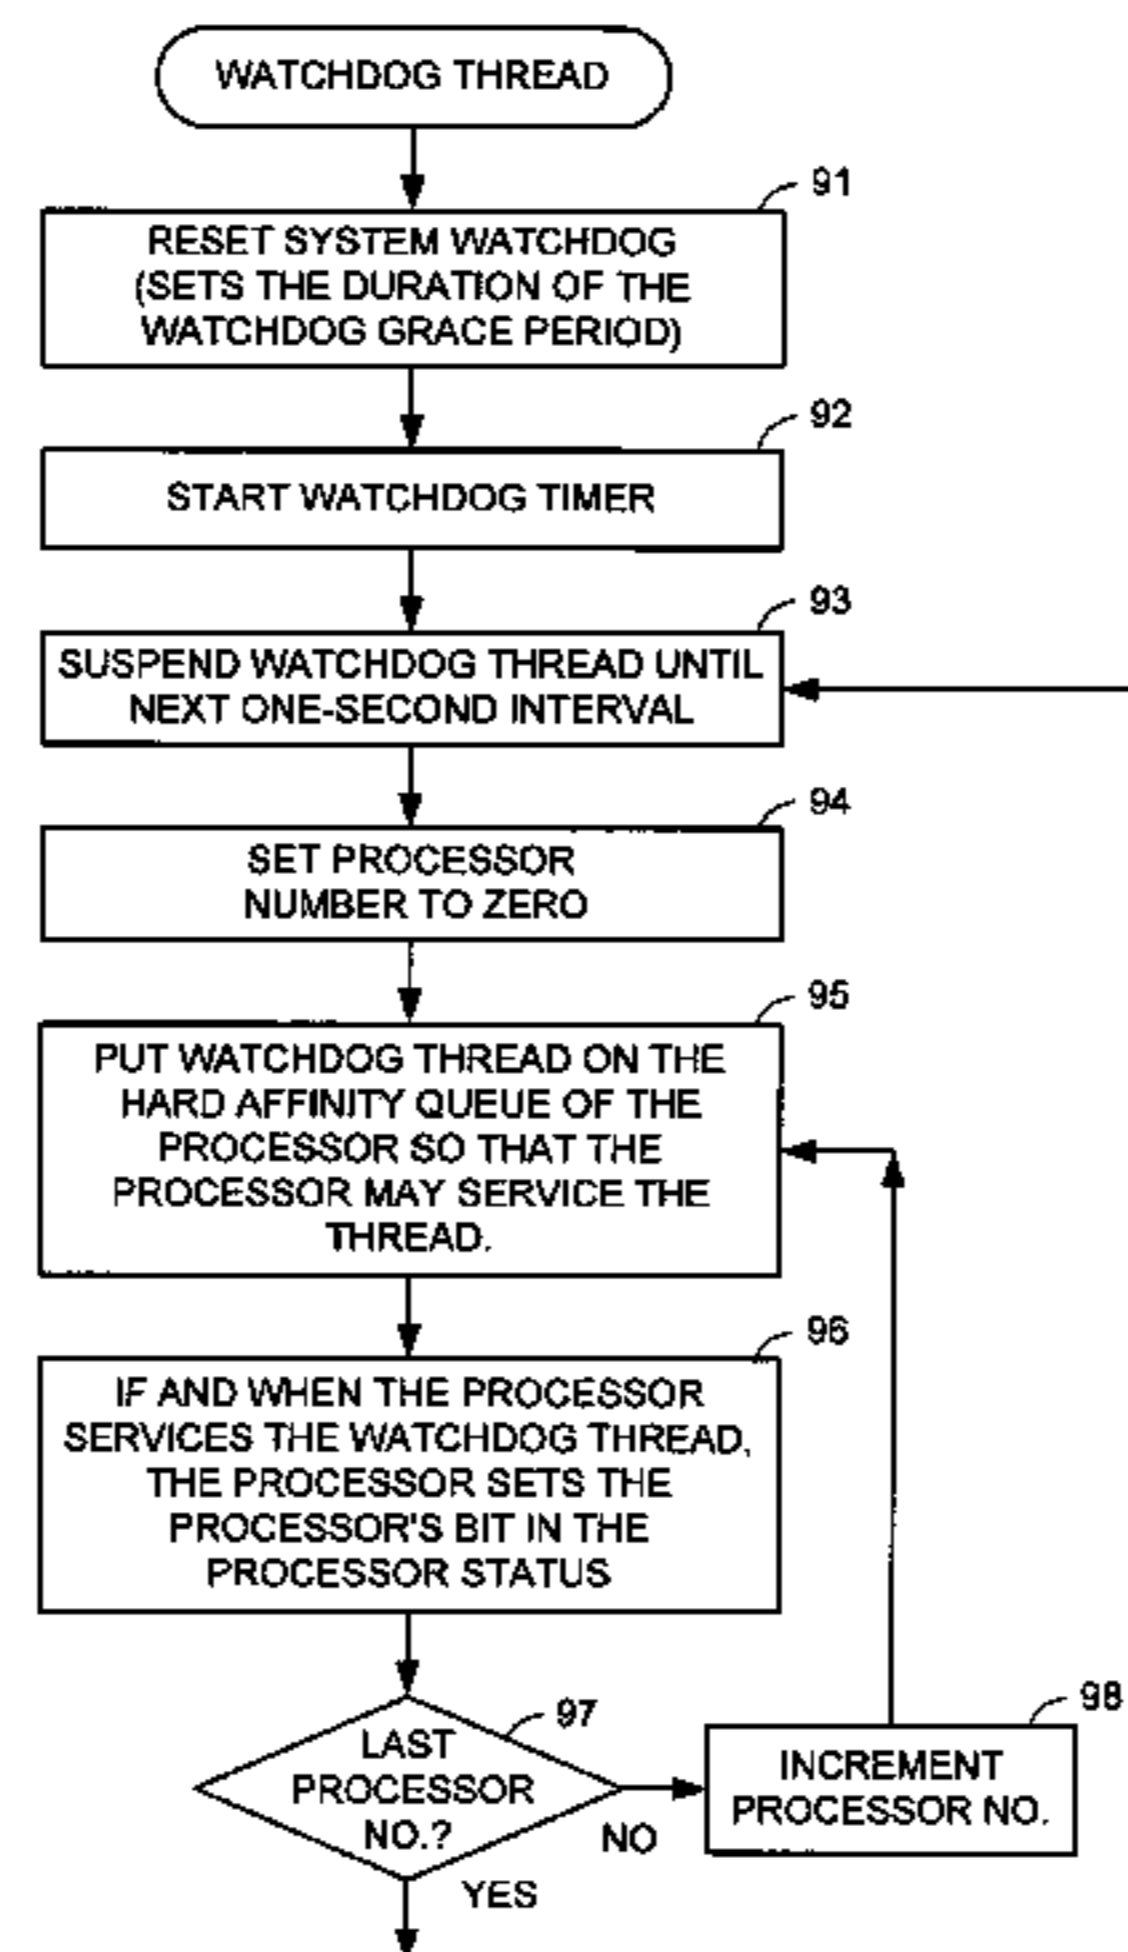 WATCHDOG THREAD
91
RESET SYSTEM WATCHDOG
(SETS THE DURATION OF THE
WATCHDOG GRACE PERIOD)
92
START WATCHDOG TIMER
93
SUSPEND WATCHDOG THREAD UNTIL
NEXT ONE-SECOND INTERVAL
94
SET PROCESSOR
NUMBER TO ZERO
95
PUT WATCHDOG THREAD ON THE
HARD AFFINITY QUEUE OF THE
PROCESSOR SO THAT THE
PROCESSOR MAY SERVICE THE
THREAD.
96
IF AND WHEN THE PROCESSOR
SERVICES THE WATCHDOG THREAD,
THE PROCESSOR SETS THE
PROCESSOR'S BIT IN THE
PROCESSOR STATUS
97
LAST
PROCESSOR
NO.?
NO
YES
98
INCREMENT
PROCESSOR NO.